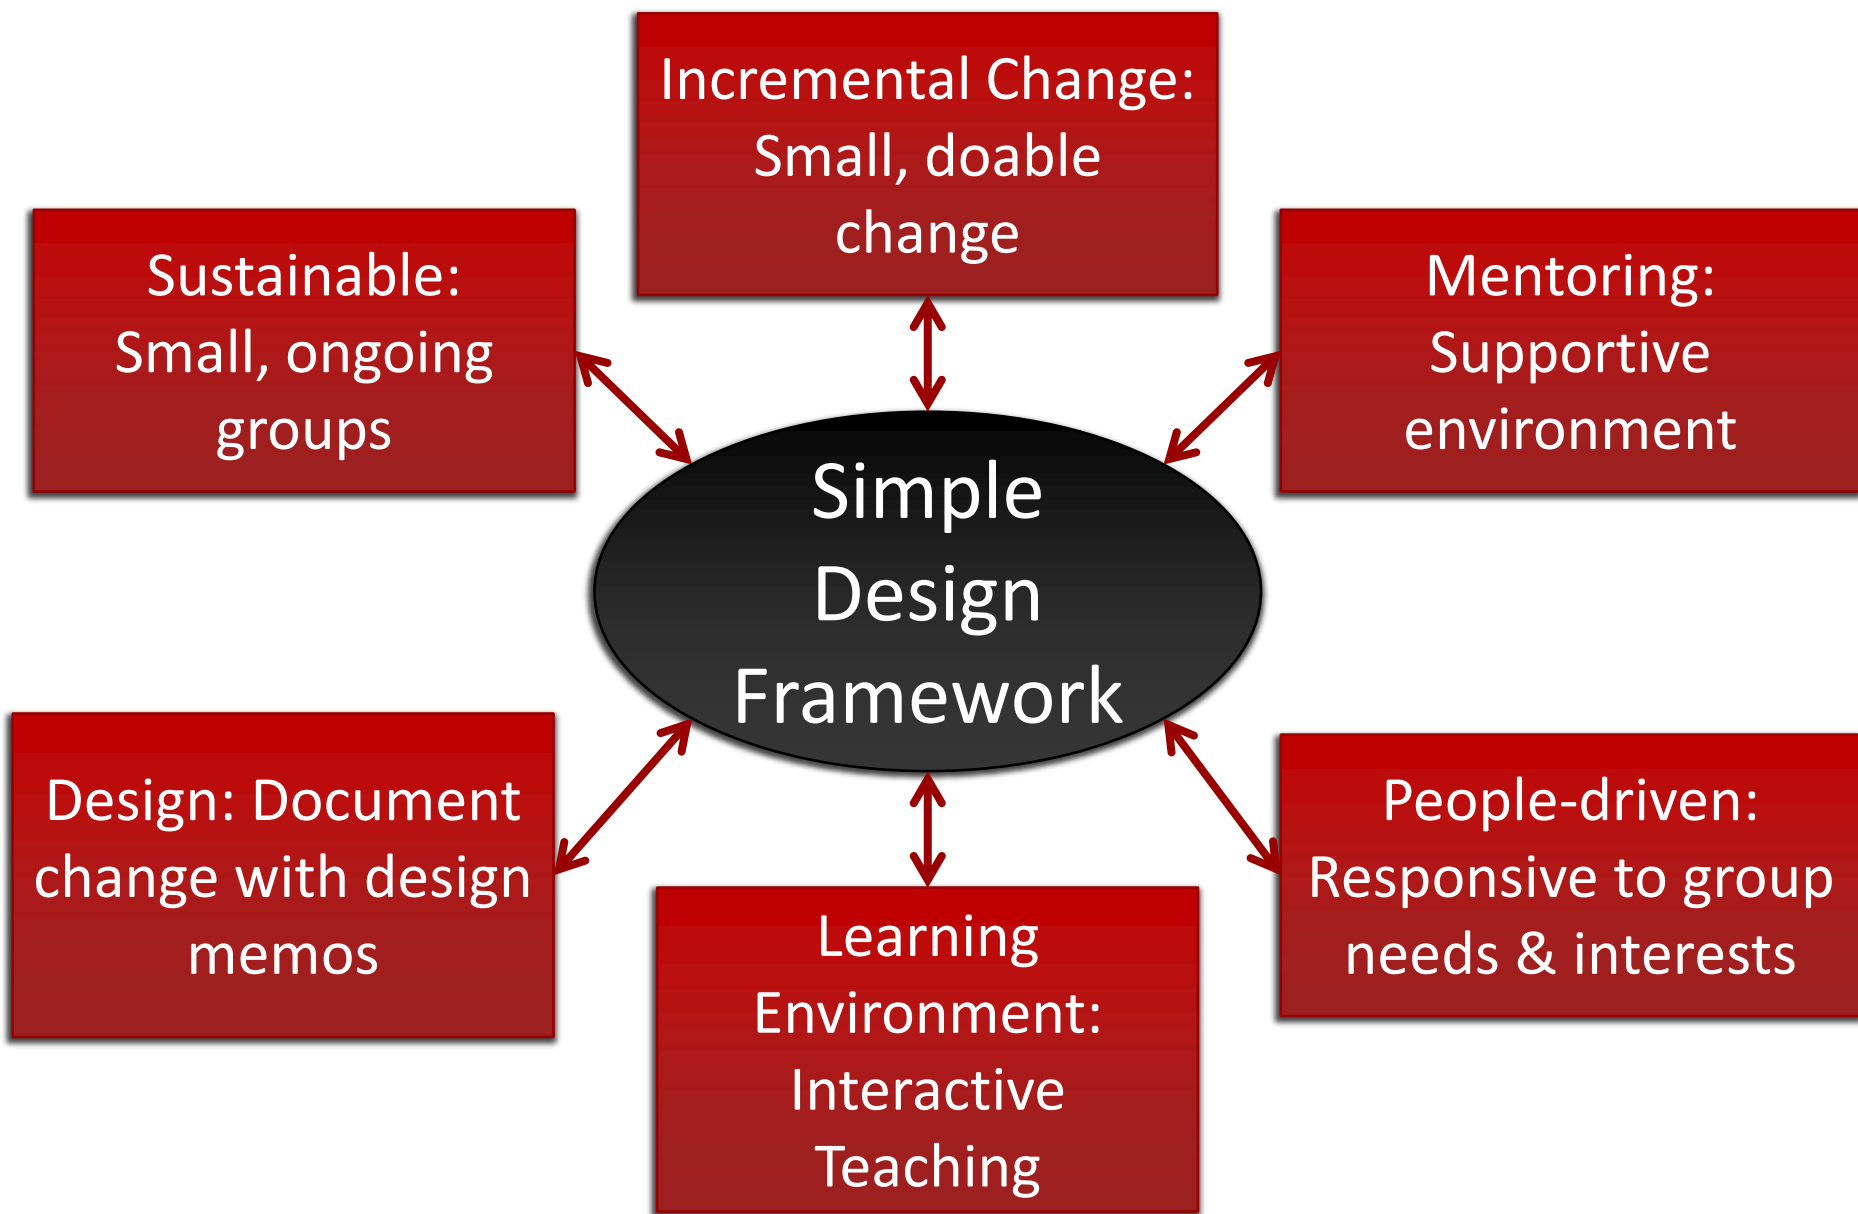 Incremental Change:
Small, doable
change
Sustainable:
Small, ongoing
groups
Mentoring:
Supportive
environment
Simple
Design
Framework
Design: Document
change with design
memos
People-driven:
Responsive to group
needs & interests
Learning
Environment:
Interactive
Teaching